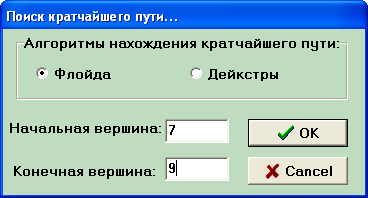 Поиск кратчайшего пути...
Алгоритмы нахождения кратчайшего пути:
Флойда Дейкстры
Начальная вершина: 7 OK
Конечная вершина: 9 Cancel